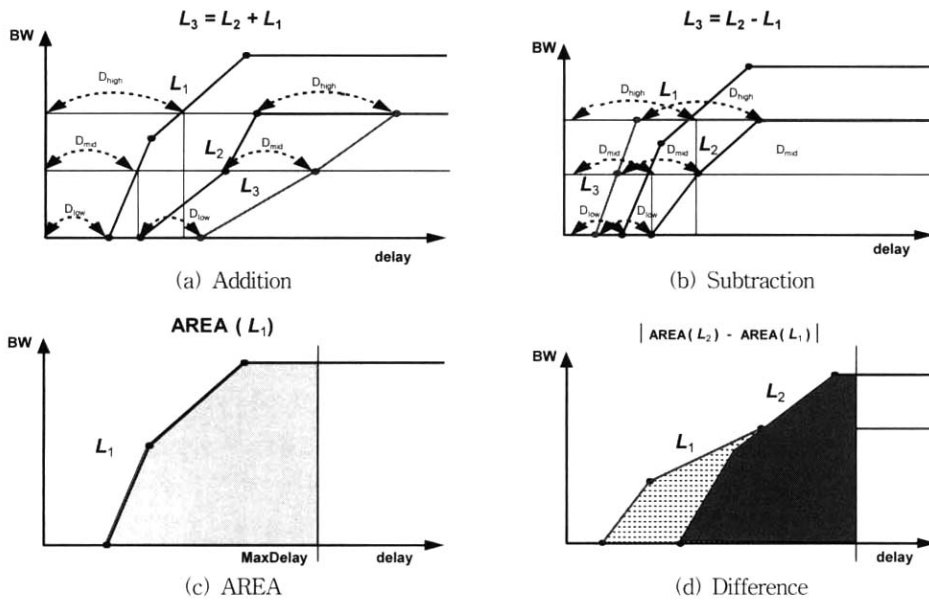 L3 = L2 + L1
BW
Dhigh
L1
Dhigh
Dmid
L2
Dmid
L3
Dlow
Dlow
delay
(a) Addition
L3 = L2 - L1
BW
Dhigh
L1
Dhigh
Dmid
Dmid
L2
Dmid
L3
Dlow
Dlow
delay
(b) Subtraction
AREA ( L1)
BW
L1
MaxDelay
delay
(c) AREA
| AREA( L2) - AREA( L1) |
BW
L2
L1
delay
(d) Difference